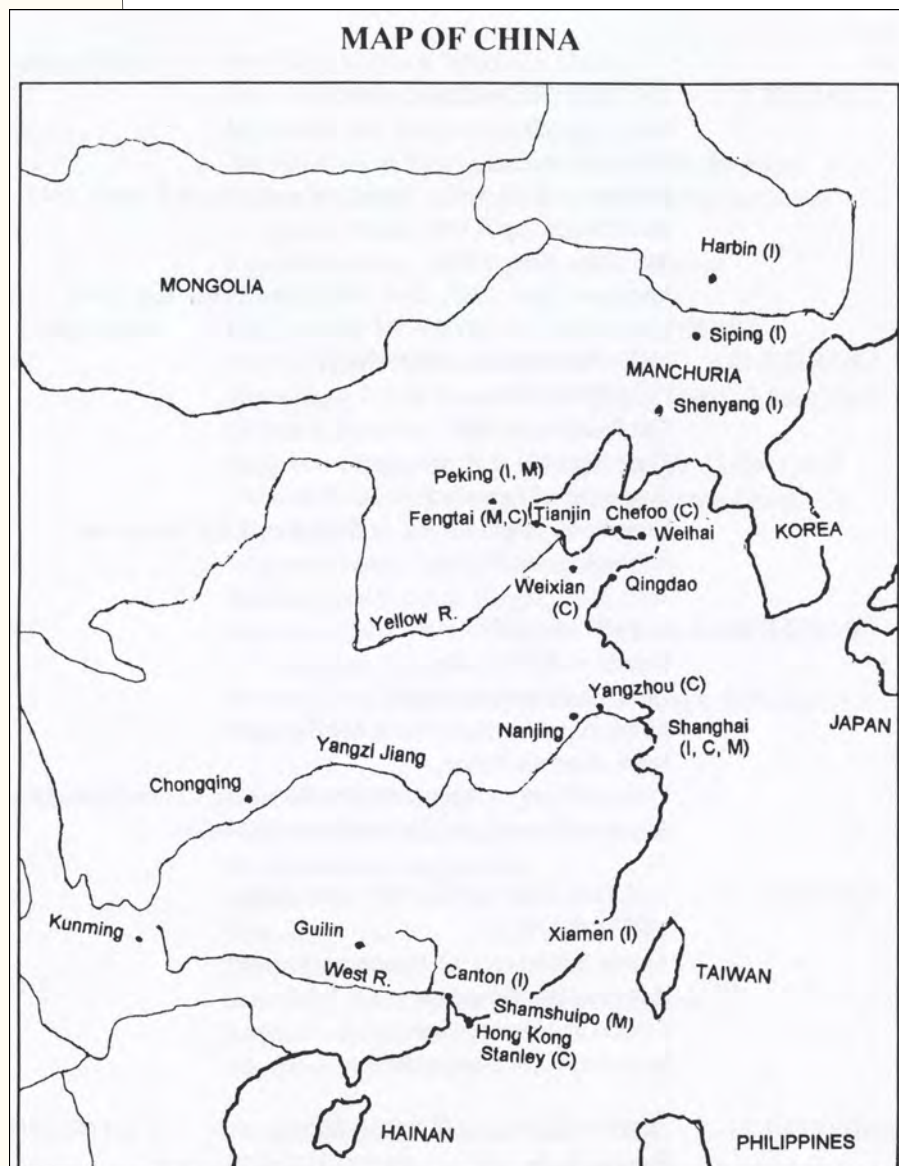 MAP OF CHINA
Harbin (I)
MONGOLIA
Siping (I)
MANCHURIA
Shenyang (I)
Peking (I, M)
Fengtai (M,C)
(Tianjin
Chefoo (C)
Weihai
KOREA
Weixian
(C)
Qingdao
Yellow R.
Yangzhou (C)
Nanjing
Shanghai
(I, C, M)
JAPAN
Yangzi Jiang
Chongqing
Kunming
Guilin
Xiamen (I)
West R.
Canton (I)
TAIWAN
Shamshuipo (M)
Hong Kong
Stanley (C)
HAINAN
PHILIPPINES